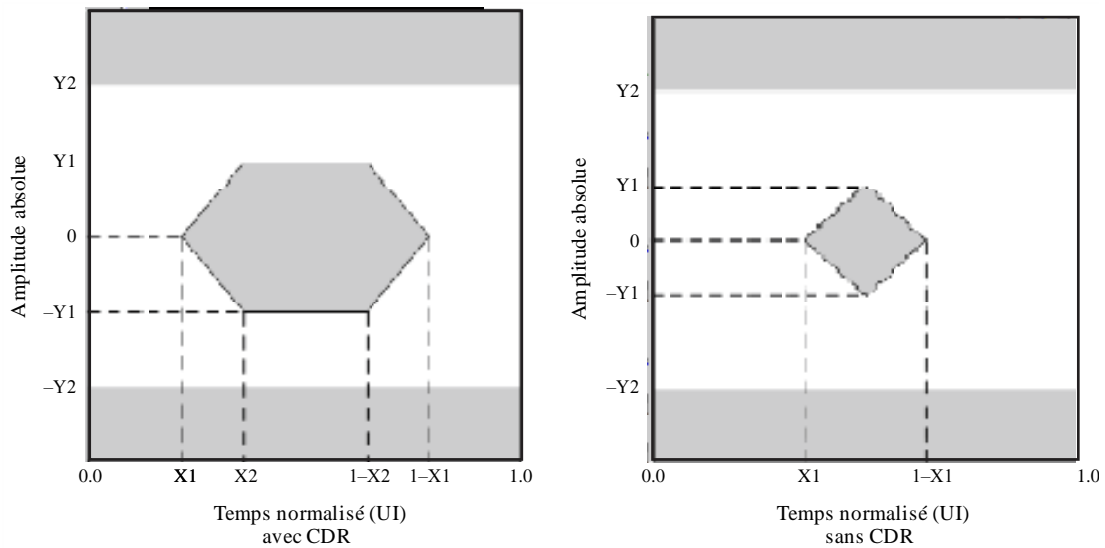 Y2
Y1
0
–Y1
–Y2
Amplitude absolue
0.0
X1
X2
1–X2
1–X1
1.0
Temps normalisé (UI)
avec CDR
Y2
Y1
0
–Y1
–Y2
Amplitude absolue
0.0
X1
1–X1
1.0
Temps normalisé (UI)
sans CDR